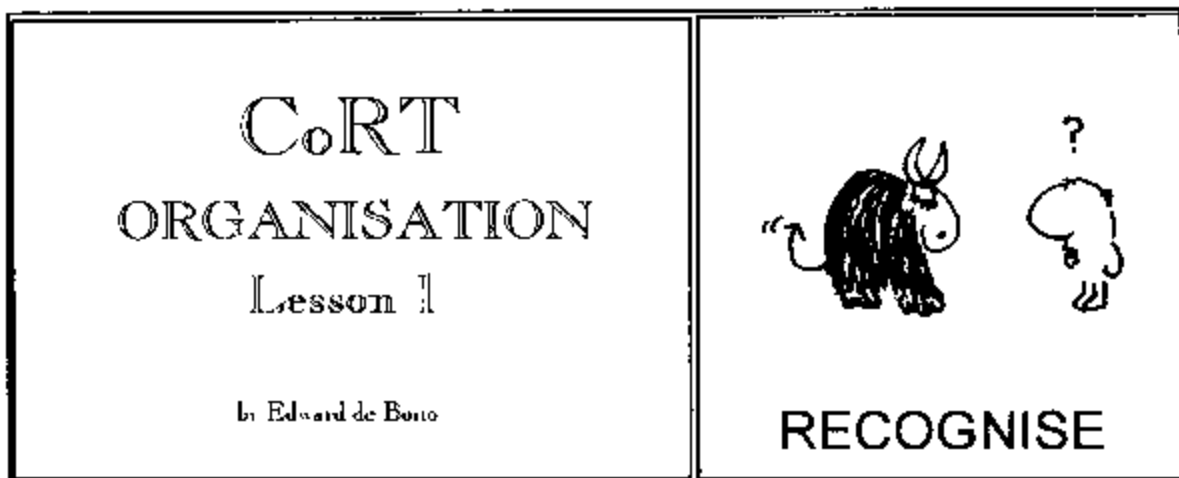 CoRT
ORGANISATION
Lesson 1
by Edward de Bono
?
RECOGNISE